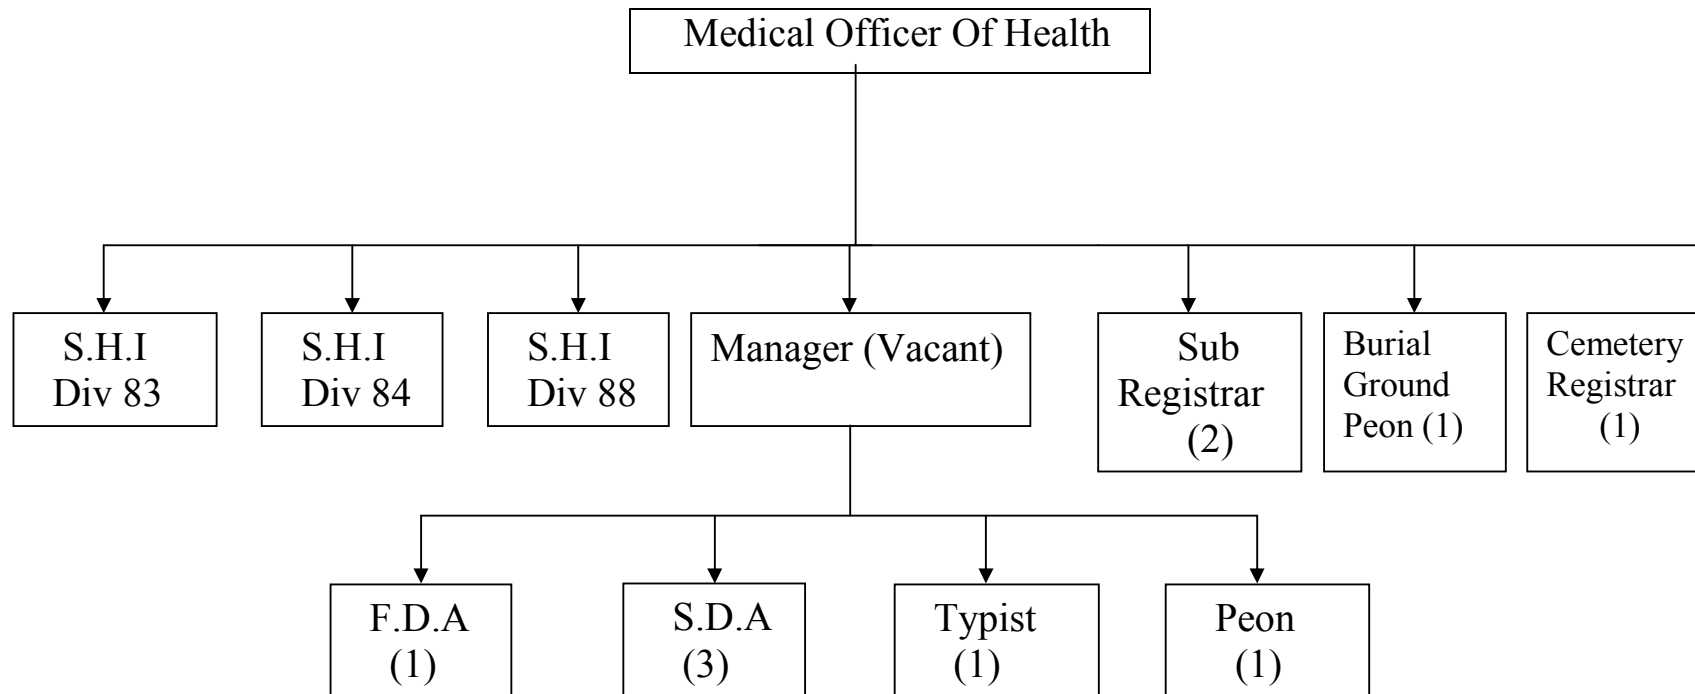 Medical Officer Of Health
S.H.I
Div 83
S.H.I
Div 84
S.H.I
Div 88
Manager (Vacant)
Sub
Registrar
(2)
Burial
Ground
Peon (1)
Cemetery
Registrar
(1)
F.D.A
(1)
S.D.A
(3)
Typist
(1)
Peon
(1)